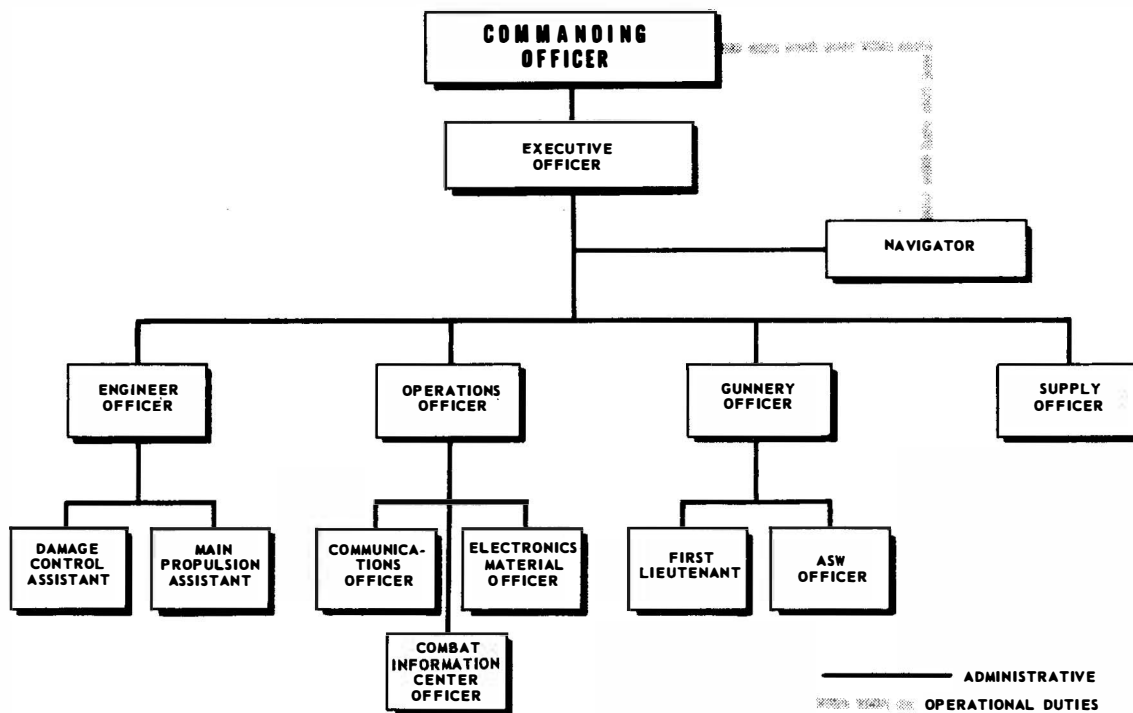 COMMANDING
OFFICER
EXECUTIVE
OFFICER
NAVIGATOR
ENGINEER
OFFICER
OPERATIONS
OFFICER
GUNNERY
OFFICER
SUPPLY
OFFICER
DAMAGE
CONTROL
ASSISTANT
MAIN
PROPULSION
ASSISTANT
COMMUNICA-
TIONS
OFFICER
ELECTRONICS
MATERIAL
OFFICER
FIRST
LIEUTENANT
ASW
OFFICER
COMBAT
INFORMATION
CENTER
OFFICER
ADMINISTRATIVE
OPERATIONAL DUTIES